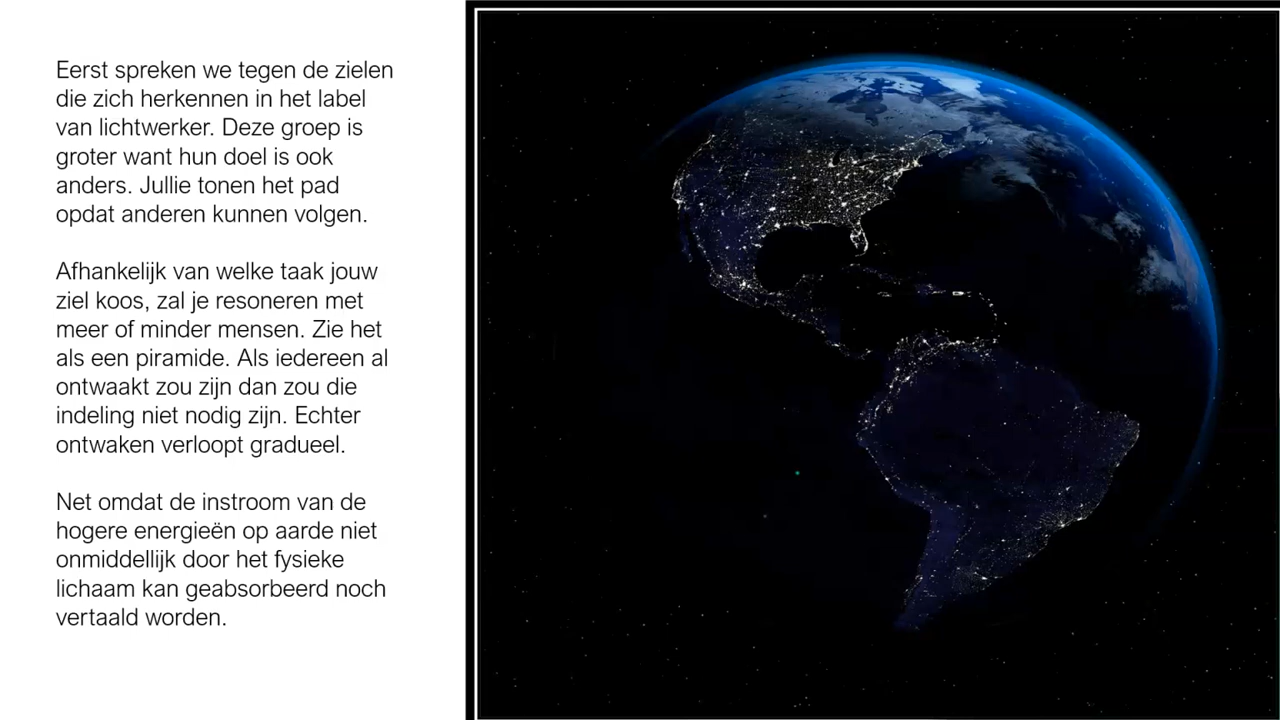 Eerst spreken we tegen de zielen
die zich herkennen in het label
van lichtwerker. Deze groep is
groter want hun doel is ook
anders. Jullie tonen het pad
opdat anderen kunnen volgen.
Afhankelijk van welke taak jouw
ziel koos, zal je resoneren met
meer of minder mensen. Zie het
als een piramide. Als iedereen al
ontwaakt zou zijn dan zou die
indeling niet nodig zijn. Echter
ontwaken verloopt gradueel.
Net omdat de instroom van de
hogere energieën op aarde niet
onmiddellijk door het fysieke
lichaam kan geabsorbeerd noch
vertaald worden.